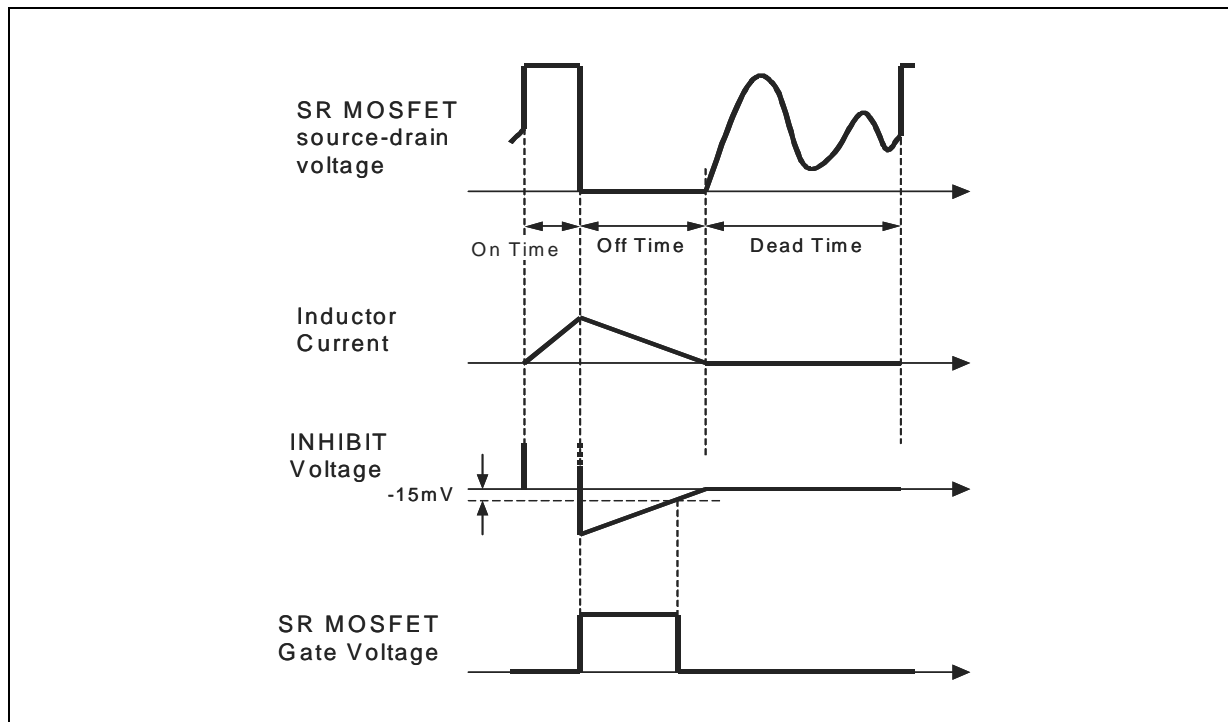 SR MOSFET
source-drain
voltage
On Time
Off Time
Dead Time
Inductor
Current
INHIBIT
Voltage
-15mV
SR MOSFET
Gate Voltage